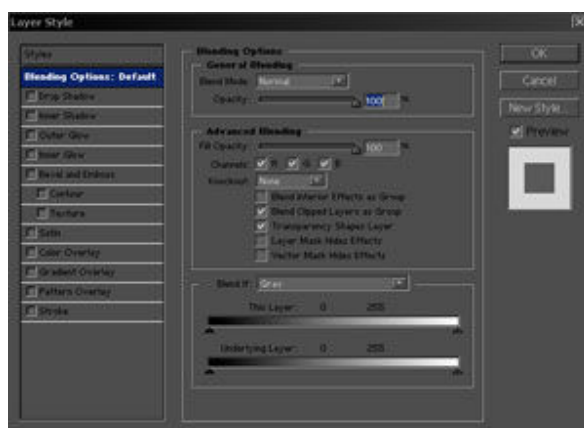 Layer Style
Styles
Blending Options: Default
Drop Shadow
Inner Shadow
Outer Glow
Inner Glow
Bevel and Emboss
Contour
Texture
Satin
Color Overlay
Gradient Overlay
Pattern Overlay
Stroke
Blending Options
General Blending
Blend Mode: Normal
Opacity: 100 %
Advanced Blending
Fill Opacity: 100 %
Channels: R G B
Knockout: None
Blend Interior Effects as Group
Blend Clipped Layers as Group
Transparency Shapes Layer
Layer Mask Hides Effects
Vector Mask Hides Effects
Blend If: Gray
This Layer: 0 255
Underlying Layer: 0 255
OK
Cancel
New Style...
Preview